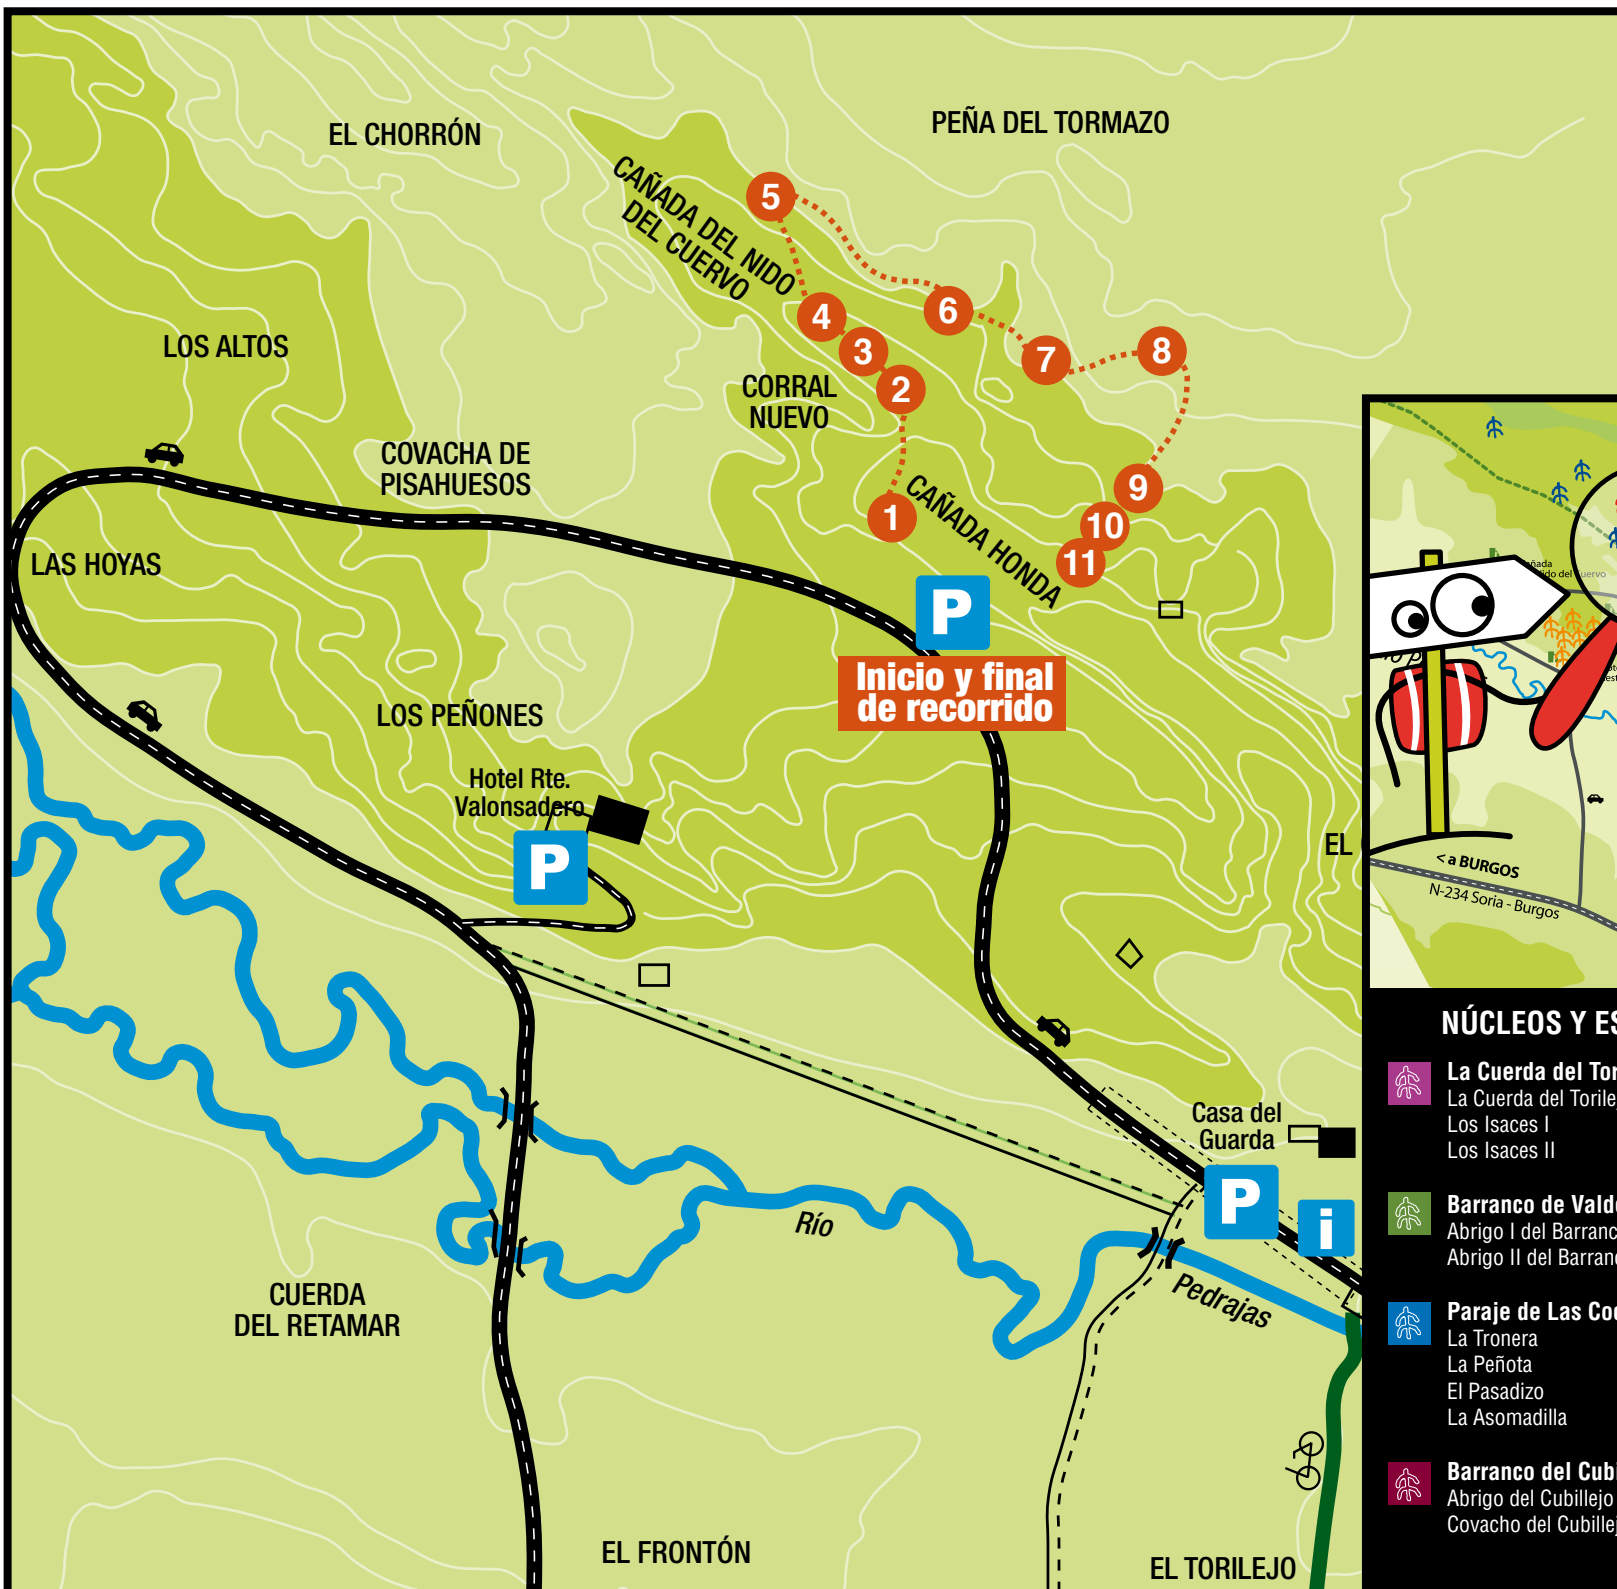 EL CHORRÓN
PEÑA DEL TORMAZO
CAÑADA DEL NIDO
DEL CUERVO
5
4
3
2
1
6
7
8
9
10
11
LOS ALTOS
CORRAL
NUEVO
COVACHA DE
PISAHUESOS
CAÑADA HONDA
LAS HOYAS
P
Inicio y final
de recorrido
LOS PEÑONES
Hotel Rte.
Valonsadero
P
EL
Casa del
Guarda
P
i
Río
Pedrajas
CUERDA
DEL RETAMAR
EL FRONTÓN
EL TORILEJO
< a BURGOS
N-234 Soria - Burgos
NÚCLEOS Y ES
La Cuerda del Tor
La Cuerda del Torile
Los Isaces I
Los Isaces II
Barranco de Vald
Abrigo I del Barranc
Abrigo II del Barran
Paraje de Las Coc
La Tronera
La Peñota
El Pasadizo
La Asomadilla
Barranco del Cubi
Abrigo del Cubillejo
Covacho del Cubillej